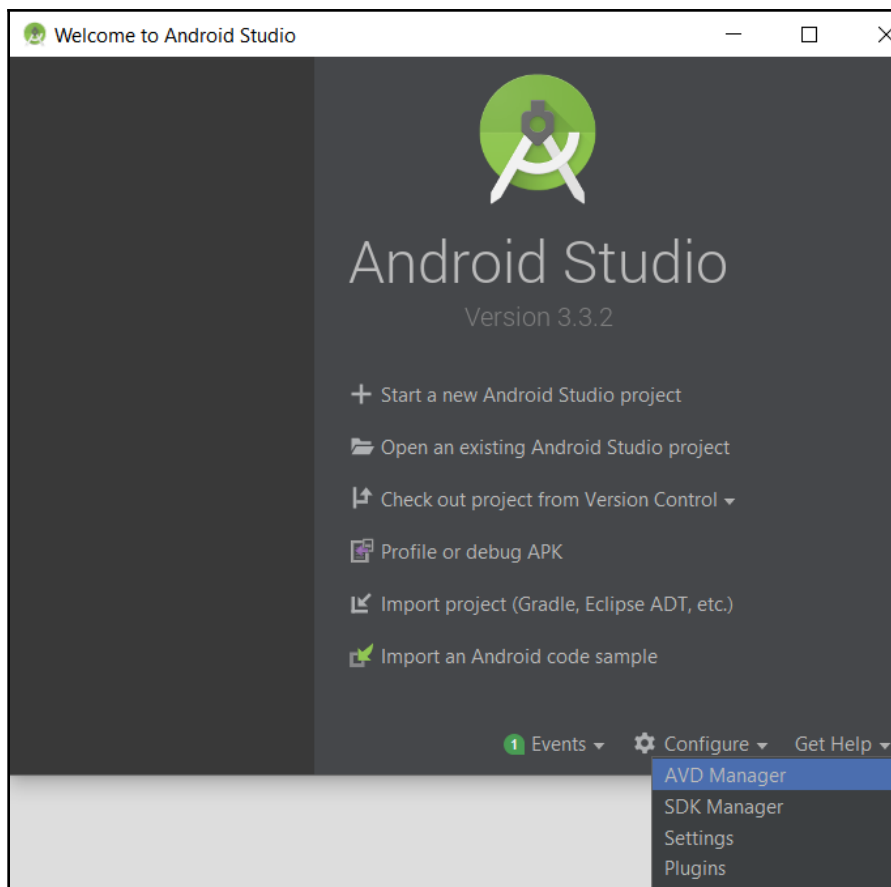 Welcome to Android Studio
Android Studio
Version 3.3.2
Start a new Android Studio project
Open an existing Android Studio project
Check out project from Version Control
Profile or debug APK
Import project (Gradle, Eclipse ADT, etc.)
Import an Android code sample
1 Events Configure Get Help
AVD Manager
SDK Manager
Settings
Plugins